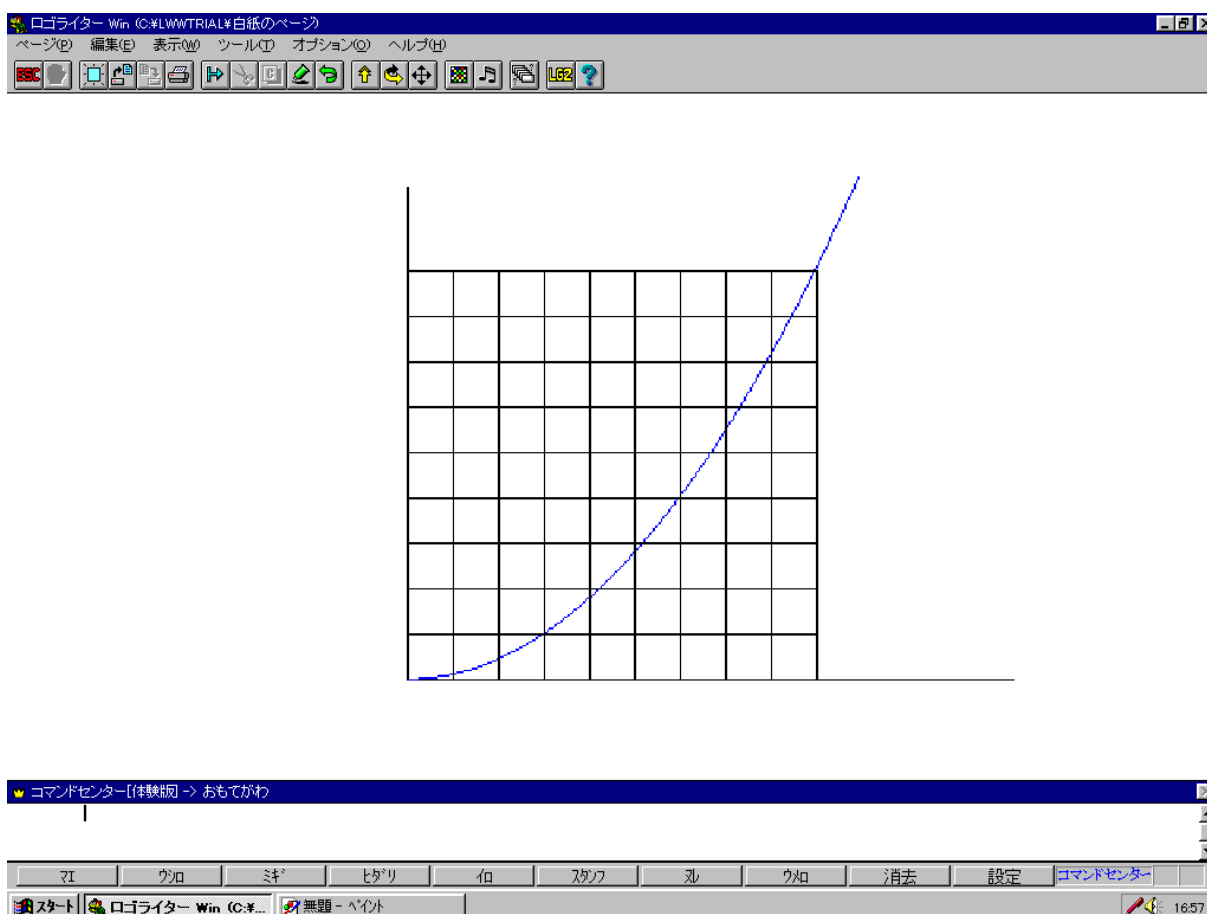 ロゴライター Win (C:¥LWWTRIAL¥白紙のページ)
ページ(P) 編集(E) 表示(W) ツール(T) オプション(O) ヘルプ(H)
ESC C LG2 ?
コマンドセンター[体験版] -> おもてがわ
マエ ウシロ ミギ ヒダリ イロ スタンプ ヌレ ウメロ 消去 設定 コマンドセンター
スタート ロゴライター Win (C:¥... 無題 - ペイント 16:57